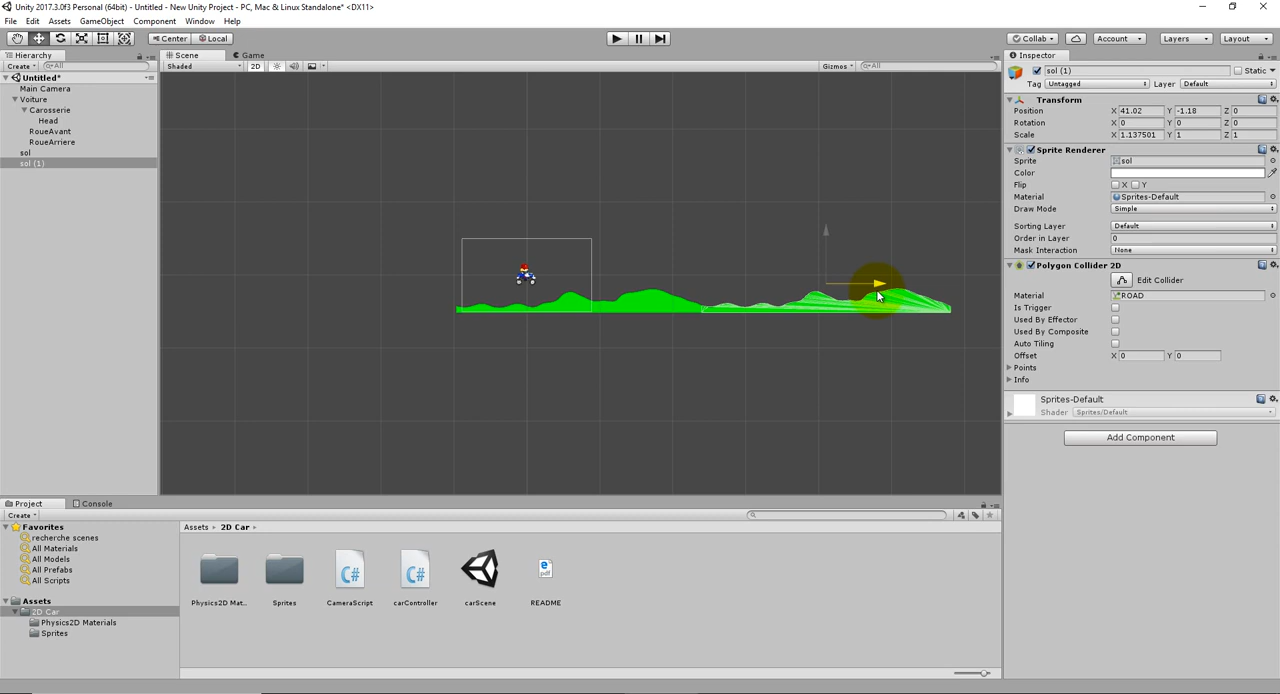 Unity 2017.3.0f3 Personal (64bit) - Untitled - New Unity Project - PC, Mac & Linux Standalone* <DX11>
File Edit Assets GameObject Component Window Help
Center Local Collab Account Layers Layout
Hierarchy
Create All
Untitled*
Main Camera
Voiture
Carosserie
Head
RoueAvant
RoueArriere
sol
sol (1)
Scene Game
Shaded 2D Gizmos All
Inspector
sol (1) Static
Tag Untagged Layer Default
Transform
Position X 41.02 Y -1.18 Z 0
Rotation X 0 Y 0 Z 0
Scale X 1.137501 Y 1 Z 1
Sprite Renderer
Sprite sol
Color
Flip X Y
Material Sprites-Default
Draw Mode Simple
Sorting Layer Default
Order in Layer 0
Mask Interaction None
Polygon Collider 2D
Edit Collider
Material ROAD
Is Trigger
Used By Effector
Used By Composite
Auto Tiling
Offset X 0 Y 0
Points
Info
Sprites-Default
Shader Sprites/Default
Add Component
Project Console
Create
Favorites
recherche scenes
All Materials
All Models
All Prefabs
All Scripts
Assets
2D Car
Physics2D Materials
Sprites
Assets 2D Car
C# C# pdf
Physics2D Mat... Sprites CameraScript carController carScene README